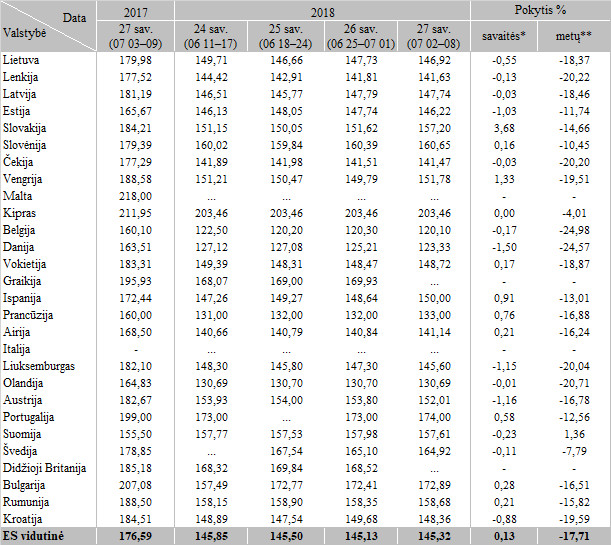 Data 2017 2018 Pokytis %
Valstybė 27 sav. (07 03–09) 24 sav. (06 11–17) 25 sav. (06 18–24) 26 sav. (06 25–07 01) 27 sav. (07 02–08) savaitės* metų**
Lietuva 179,98 149,71 146,66 147,73 146,92 -0,55 -18,37
Lenkija 177,52 144,42 142,91 141,81 141,63 -0,13 -20,22
Latvija 181,19 146,51 145,77 147,79 147,74 -0,03 -18,46
Estija 165,67 146,13 148,05 147,74 146,22 -1,03 -11,74
Slovakija 184,21 151,15 150,05 151,62 157,20 3,68 -14,66
Slovėnija 179,39 160,02 159,84 160,39 160,65 0,16 -10,45
Čekija 177,29 141,89 141,98 141,51 141,47 -0,03 -20,20
Vengrija 188,58 151,21 150,47 149,79 151,78 1,33 -19,51
Malta 218,00 ... ... ... ... - -
Kipras 211,95 203,46 203,46 203,46 203,46 0,00 -4,01
Belgija 160,10 122,50 120,20 120,30 120,10 -0,17 -24,98
Danija 163,51 127,12 127,08 125,21 123,33 -1,50 -24,57
Vokietija 183,31 149,39 148,31 148,47 148,72 0,17 -18,87
Graikija 195,93 168,07 169,00 169,93 ... - -
Ispanija 172,44 147,26 149,27 148,64 150,00 0,91 -13,01
Prancūzija 160,00 131,00 132,00 132,00 133,00 0,76 -16,88
Airija 168,50 140,66 140,79 140,84 141,14 0,21 -16,24
Italija - ... ... ... ... - -
Liuksemburgas 182,10 148,30 145,80 147,30 145,60 -1,15 -20,04
Olandija 164,83 130,69 130,70 130,70 130,69 -0,01 -20,71
Austrija 182,67 153,93 154,00 153,80 152,01 -1,16 -16,78
Portugalija 199,00 173,00 ... 173,00 174,00 0,58 -12,56
Suomija 155,50 157,77 157,53 157,98 157,61 -0,23 1,36
Švedija 178,85 ... 167,54 165,10 164,92 -0,11 -7,79
Didžioji Britanija 185,18 168,32 169,84 168,52 ... - -
Bulgarija 207,08 157,49 172,77 172,41 172,89 0,28 -16,51
Rumunija 188,50 158,15 158,90 158,35 158,68 0,21 -15,82
Kroatija 184,51 148,89 147,54 149,68 148,36 -0,88 -19,59
ES vidutinė 176,59 145,85 145,50 145,13 145,32 0,13 -17,71